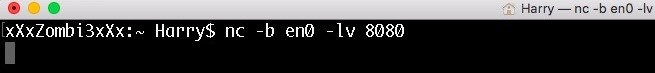 Harry — nc -b en0 -lv
[xXxZombi3xXx:~ Harry$ nc -b en0 -lv 8080